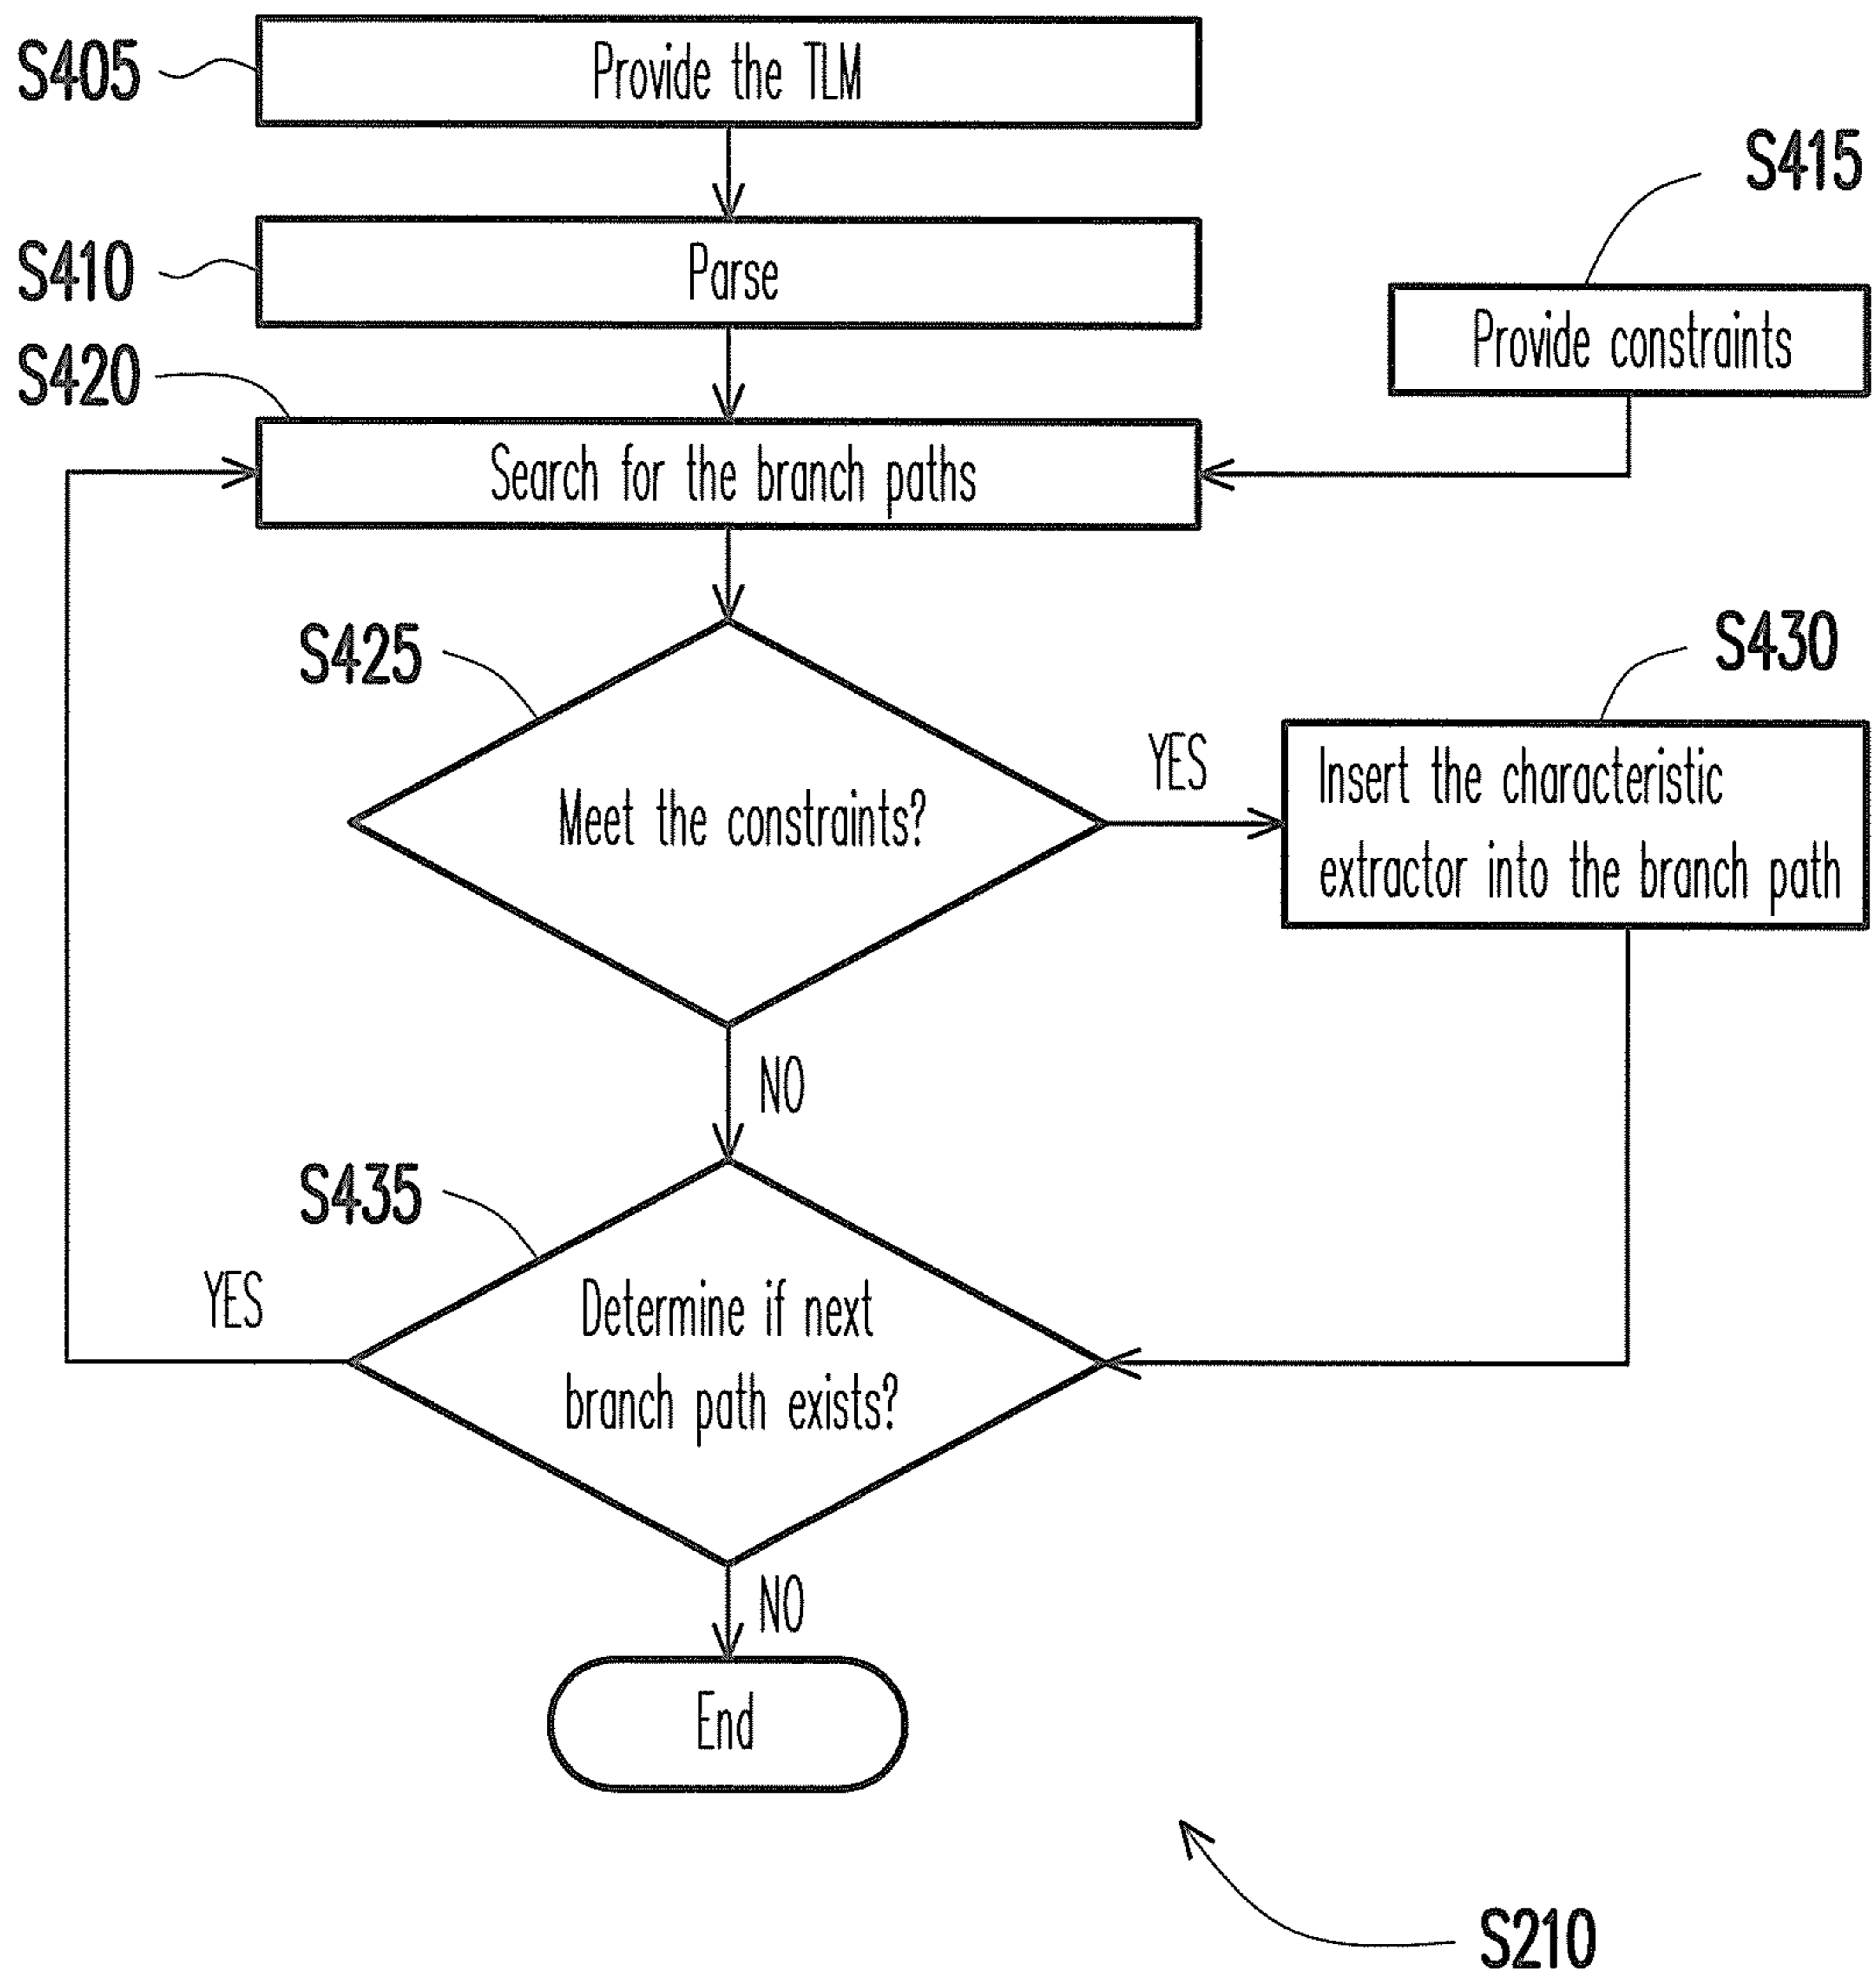 S405
Provide the TLM
S415
S410
Parse
Provide constraints
S420
Search for the branch paths
S425
S430
YES
Insert the characteristic
extractor into the branch path
Meet the constraints?
NO
S435
YES
Determine if next
branch path exists?
NO
End
S210